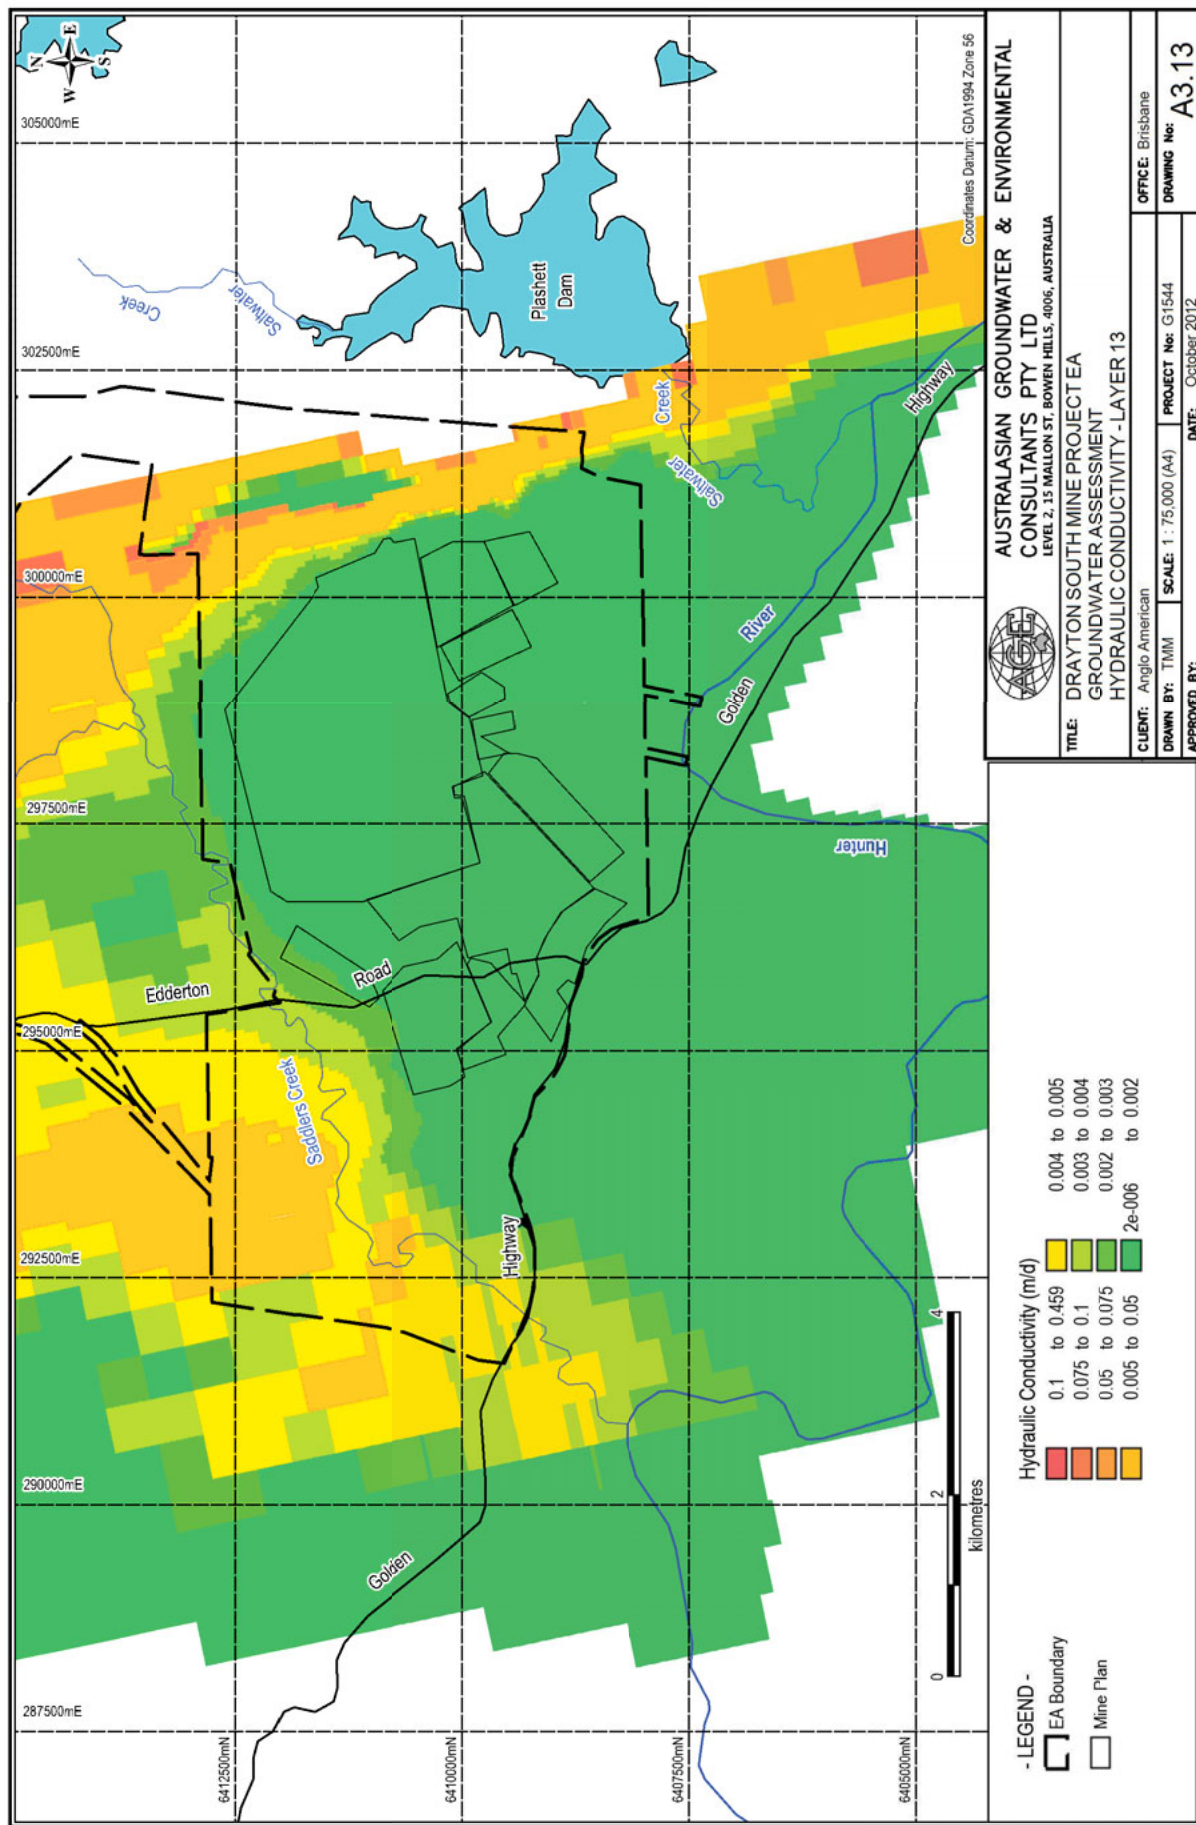 N
W
E
S
287500mE
290000mE
292500mE
295000mE
297500mE
300000mE
302500mE
305000mE
6412500mN
6410000mN
6407500mN
6405000mN
Creek
Saltwater
Plashett
Dam
Edderton
Road
Saddlers Creek
Creek
Saltwater
Highway
Golden
Highway
River
Golden
Hunter
Highway
Golden
Coordinates Datum: GDA1994 Zone 56
0
2
4
kilometres
- LEGEND -
EA Boundary
Mine Plan
Hydraulic Conductivity (m/d)
0.1 to 0.459
0.075 to 0.1
0.05 to 0.075
0.005 to 0.05
0.004 to 0.005
0.003 to 0.004
0.002 to 0.003
2e-006 to 0.002
AGE
AUSTRALASIAN GROUNDWATER & ENVIRONMENTAL
CONSULTANTS PTY LTD
LEVEL 2, 15 MALLON ST, BOWEN HILLS, 4006, AUSTRALIA
TITLE: DRAYTON SOUTH MINE PROJECT EA
GROUNDWATER ASSESSMENT
HYDRAULIC CONDUCTIVITY - LAYER 13
CLIENT: Anglo American
OFFICE: Brisbane
DRAWN BY: TMM
SCALE: 1 : 75,000 (A4)
PROJECT No: G1544
DRAWING No:
A3.13
APPROVED BY:
DATE: October 2012